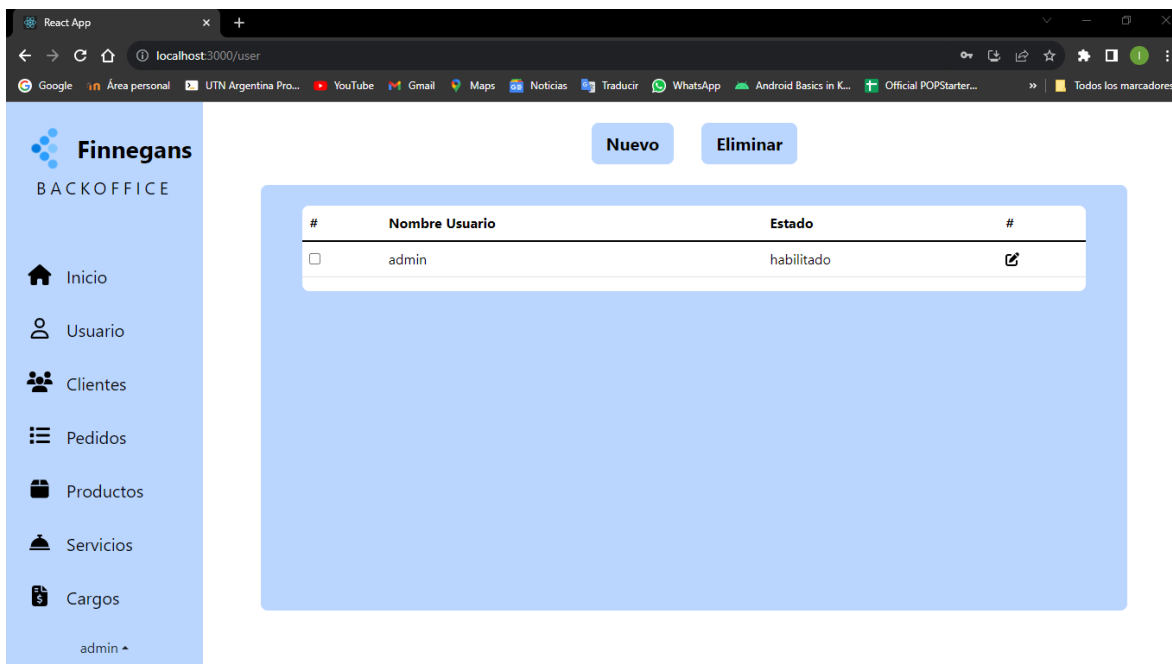 React App
localhost:3000/user
Google
Área personal
UTN Argentina Pro...
YouTube
Gmail
Maps
Noticias
Traducir
WhatsApp
Android Basics in K...
Official POPStarter...
»
Todos los marcadores
I
Finnegans
BACKOFFICE
Inicio
Usuario
Clientes
Pedidos
Productos
Servicios
Cargos
admin
Nuevo Eliminar
# Nombre Usuario Estado #
admin habilitado